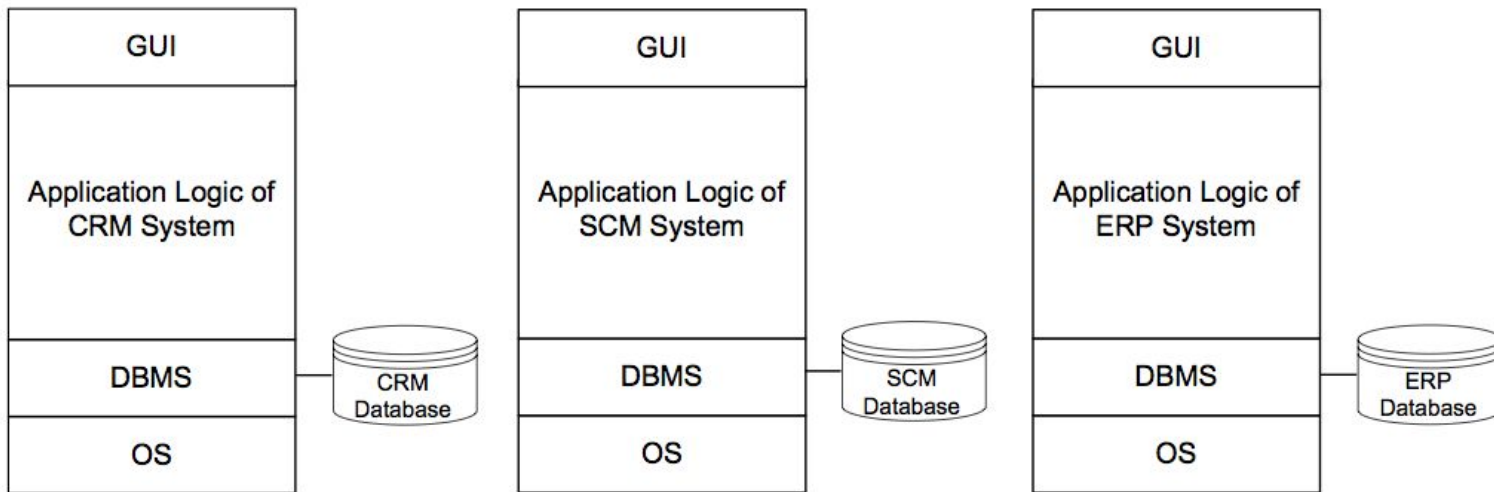 GUI
Application Logic of
CRM System
DBMS
CRM
Database
OS
GUI
Application Logic of
SCM System
DBMS
SCM
Database
OS
GUI
Application Logic of
ERP System
DBMS
ERP
Database
OS